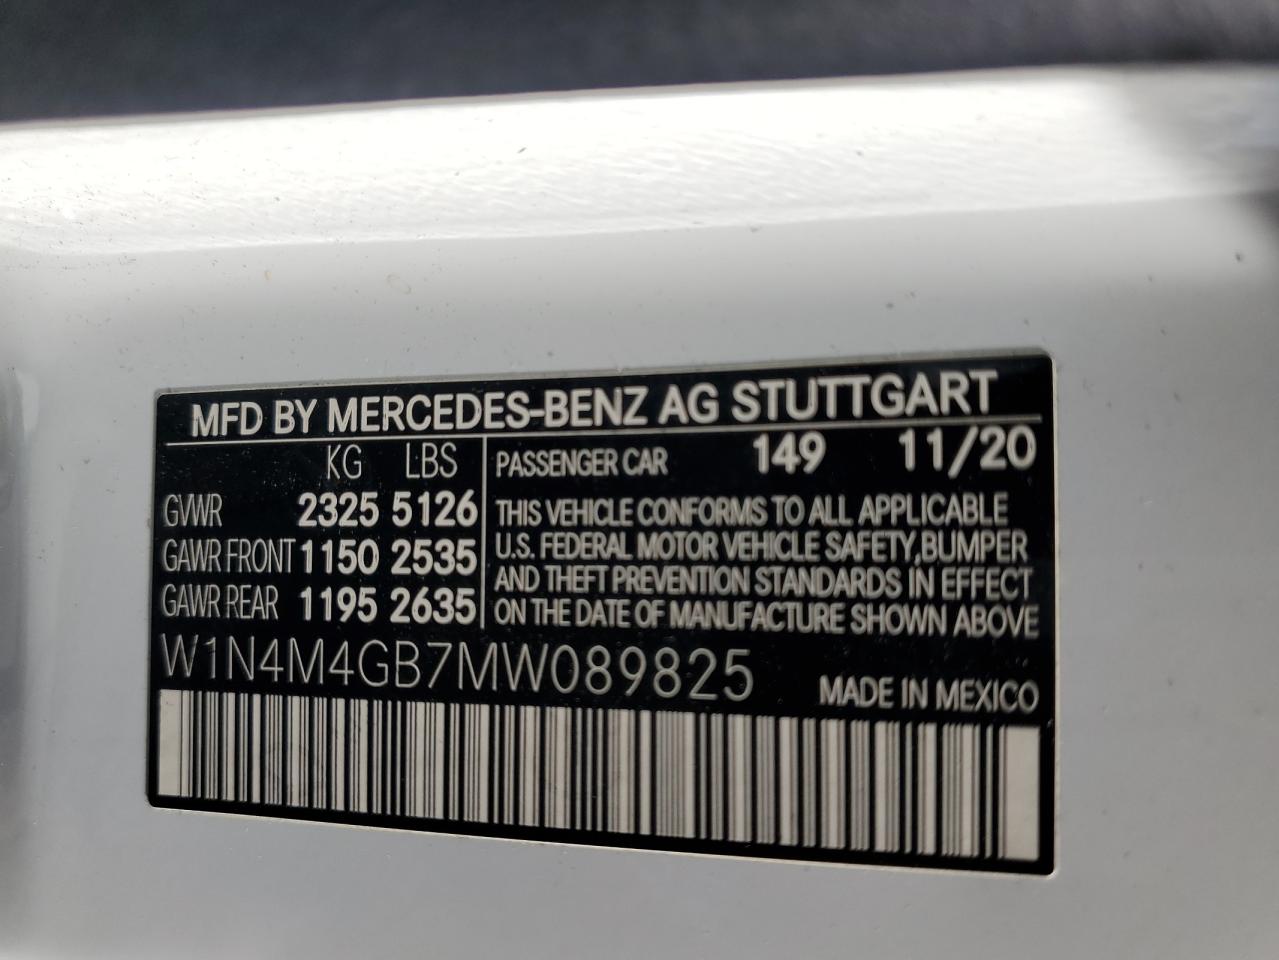 MFD BY MERCEDES-BENZ AG STUTTGART
KG LBS
GVWR 2325 5126
GAWR FRONT 1150 2535
GAWR REAR 1195 2635
PASSENGER CAR 149 11/20
THIS VEHICLE CONFORMS TO ALL APPLICABLE
U.S. FEDERAL MOTOR VEHICLE SAFETY,BUMPER
AND THEFT PREVENTION STANDARDS IN EFFECT
ON THE DATE OF MANUFACTURE SHOWN ABOVE
W1N4M4GB7MW089825
MADE IN MEXICO